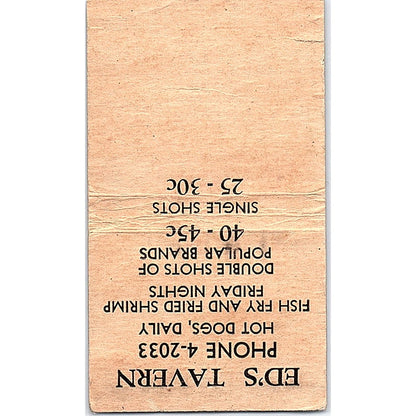 ED'S TAVERN
PHONE 4-2033
HOT DOGS, DAILY
FISH FRY AND FRIED SHRIMP
FRIDAY NIGHTS
DOUBLE SHOTS OF
POPULAR BRANDS
40 - 45c
SINGLE SHOTS
25 - 30c